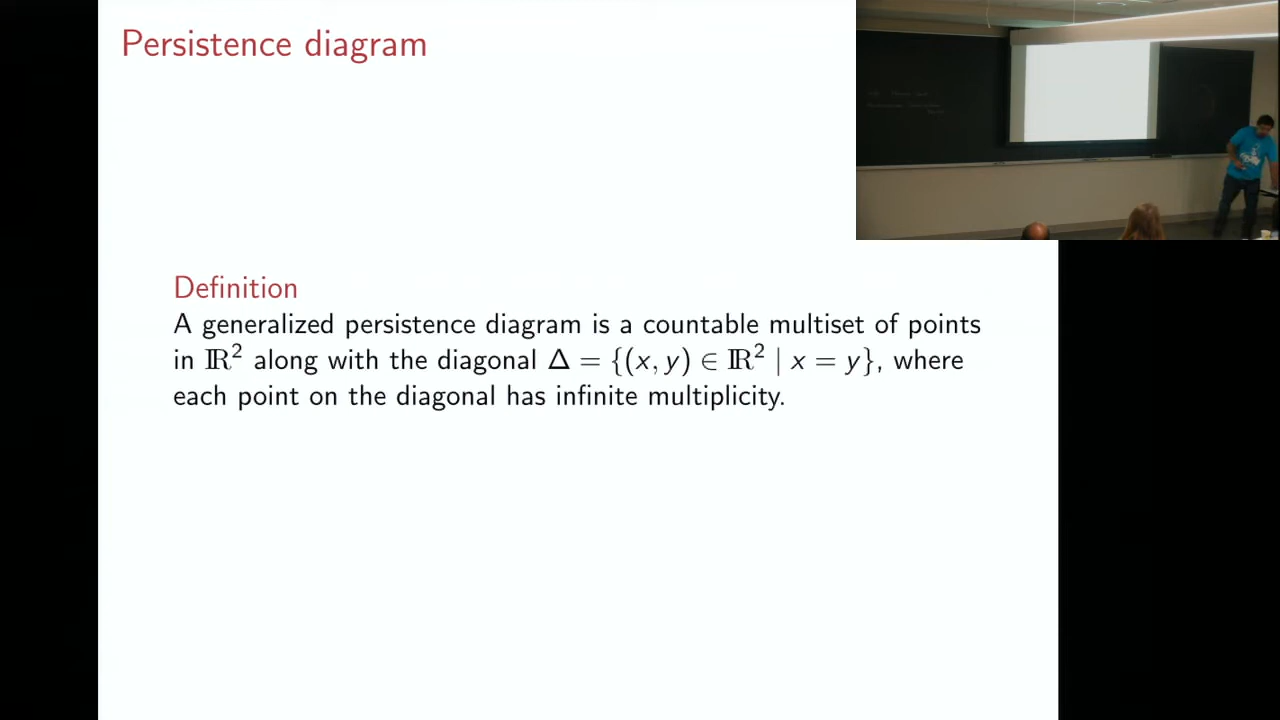 Persistence diagram
Definition
A generalized persistence diagram is a countable multiset of points
in ℝ² along with the diagonal Δ = {(x, y) ∈ ℝ² | x = y}, where
each point on the diagonal has infinite multiplicity.